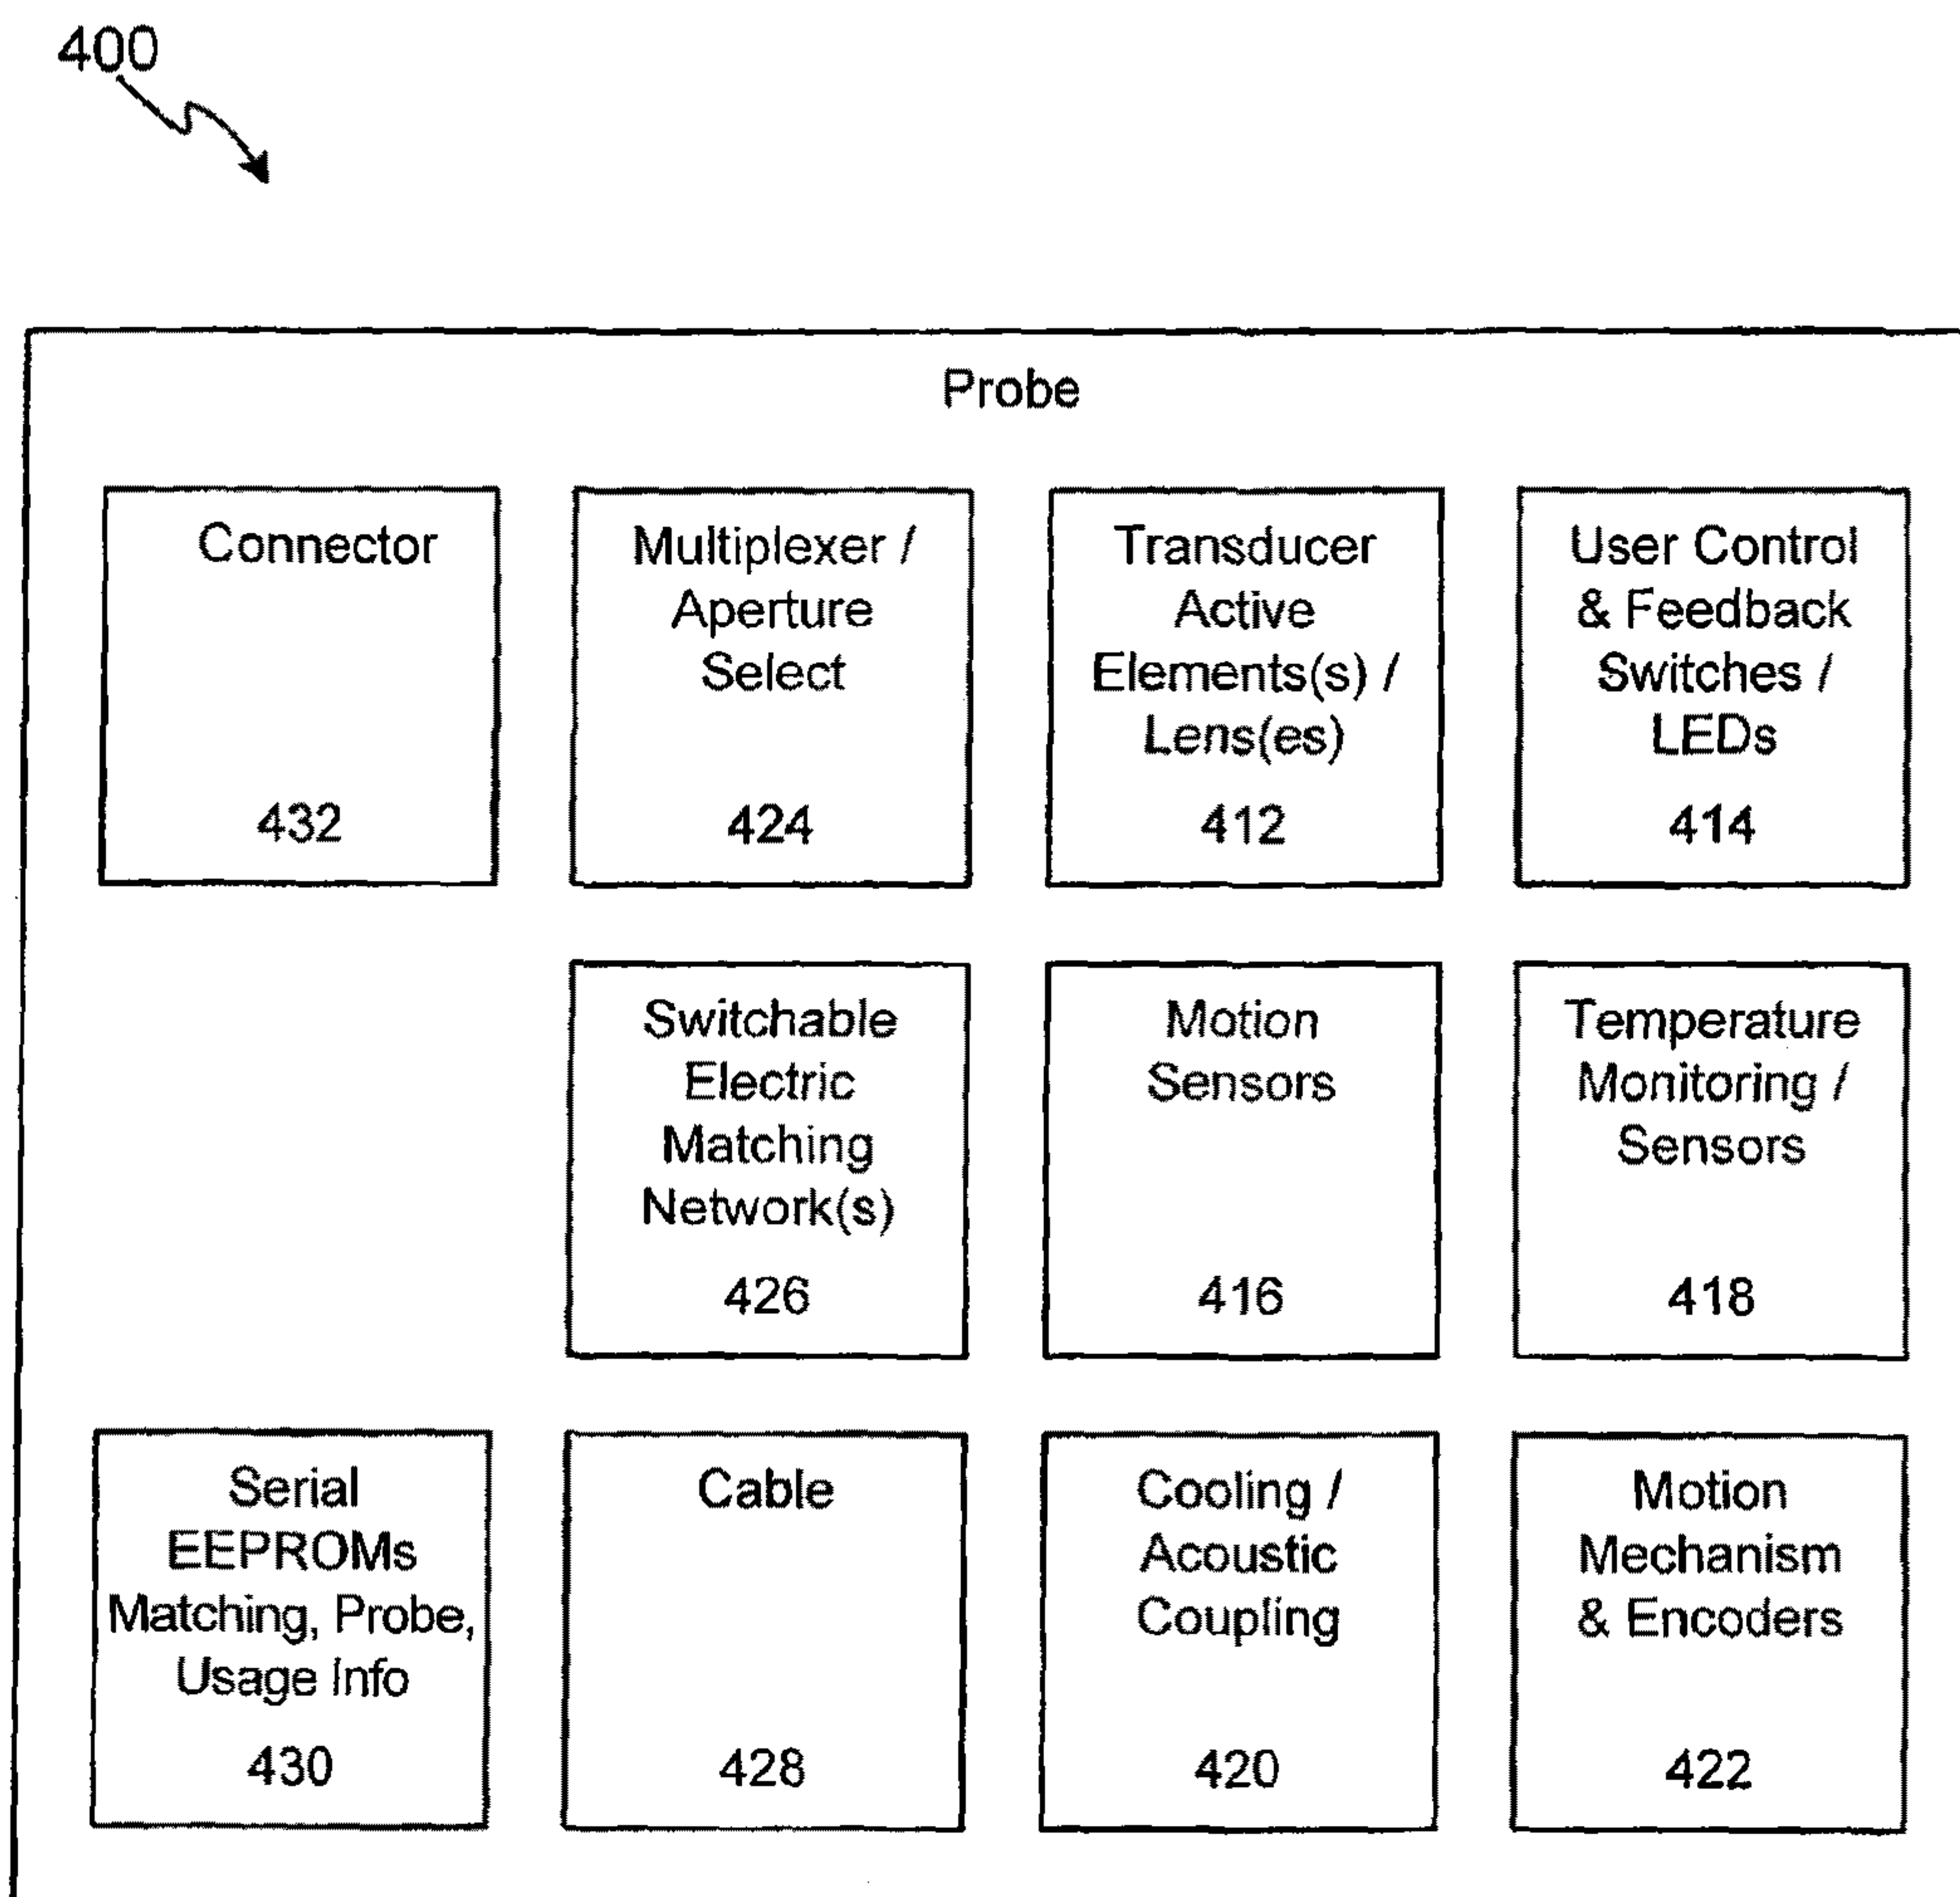 400
Probe
Connector
432
Multiplexer /
Aperture
Select
424
Transducer
Active
Elements(s) /
Lens(es)
412
User Control
& Feedback
Switches /
LEDs
414
Switchable
Electric
Matching
Network(s)
426
Motion
Sensors
416
Temperature
Monitoring /
Sensors
418
Serial
EEPROMs
Matching, Probe,
Usage Info
430
Cable
428
Cooling /
Acoustic
Coupling
420
Motion
Mechanism
& Encoders
422